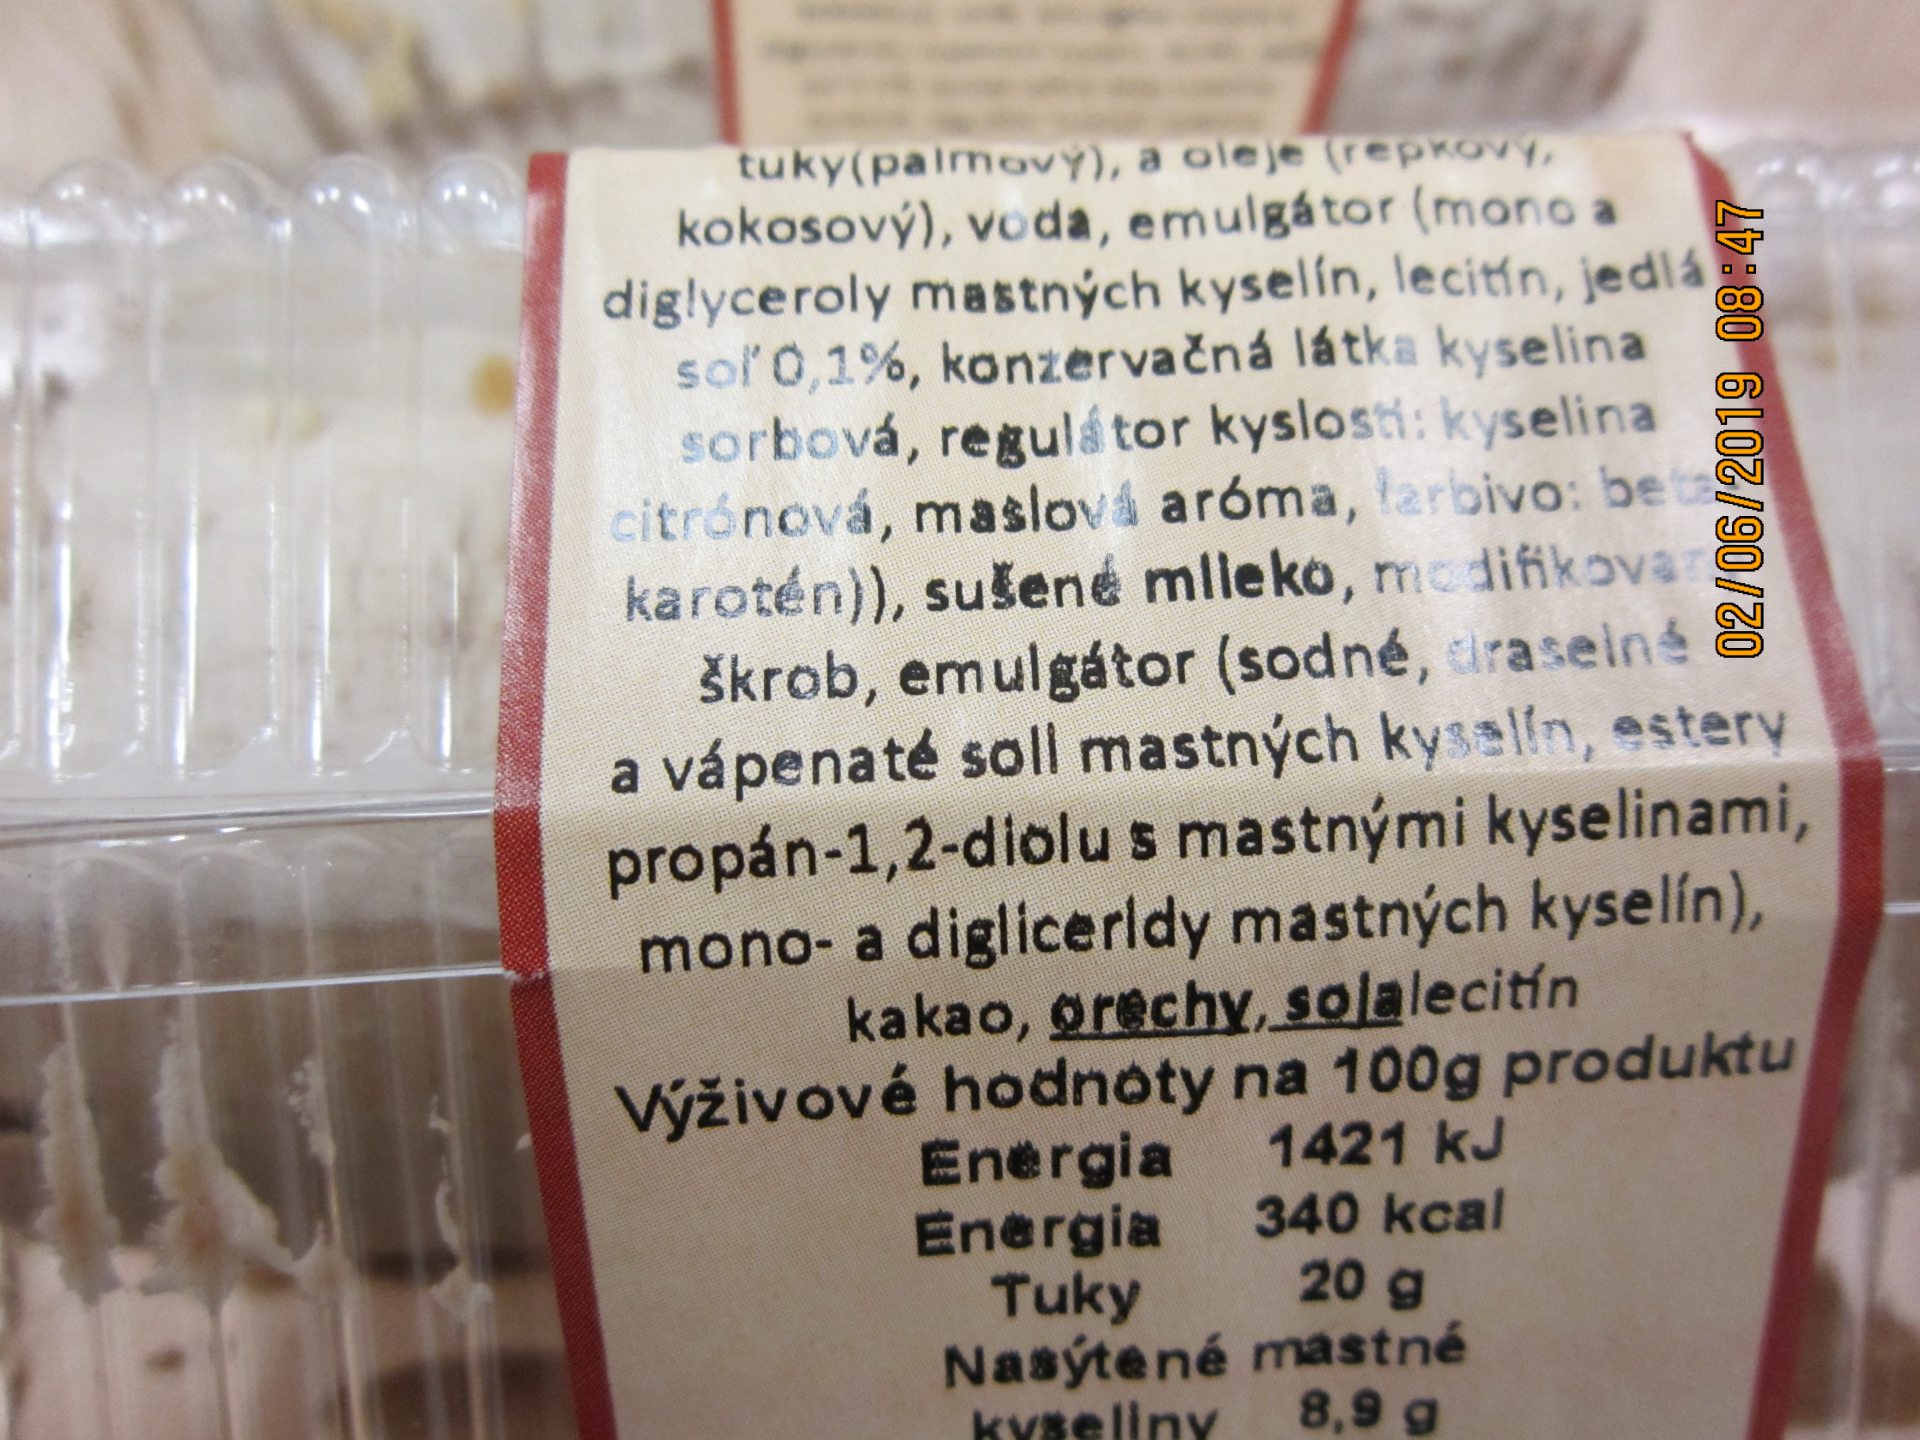 tuky(palmový), a oleje (repkový,
kokosový), voda, emulgátor (mono a
diglyceroly mastných kyselín, lecitín, jedlá
soľ 0,1%, konzervačná látka kyselina
sorbová, regulátor kyslosti: kyselina
citrónová, maslová aróma, farbivo: beta
karotén)), sušené mlieko, modifikovan
škrob, emulgátor (sodné, draselné
a vápenaté soli mastných kyselín, estery
propán-1,2-diolu s mastnými kyselinami,
mono- a digliceridy mastných kyselín),
kakao, orechy, sojalecitín
Výživové hodnoty na 100g produktu
Energia 1421 kJ
Energia 340 kcal
Tuky 20 g
Nasýtené mastné
kyseliny 8,9 g
02/06/2019 08:47